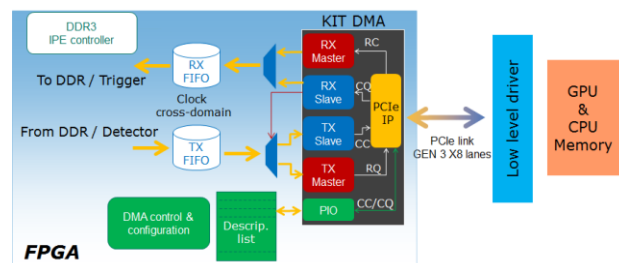 KIT DMA
DDR3
IPE controller
RX
FIFO
RX
Master
RC
To DDR / Trigger
Clock
cross-domain
RX
Slave
CQ
PCIe
IP
From DDR / Detector
TX
FIFO
TX
Slave
CC
TX
Master
RQ
PCIe link
GEN 3 X8 lanes
Low level driver
GPU
&
CPU
Memory
DMA control &
configuration
Descrip.
list
PIO
CC/CQ
FPGA